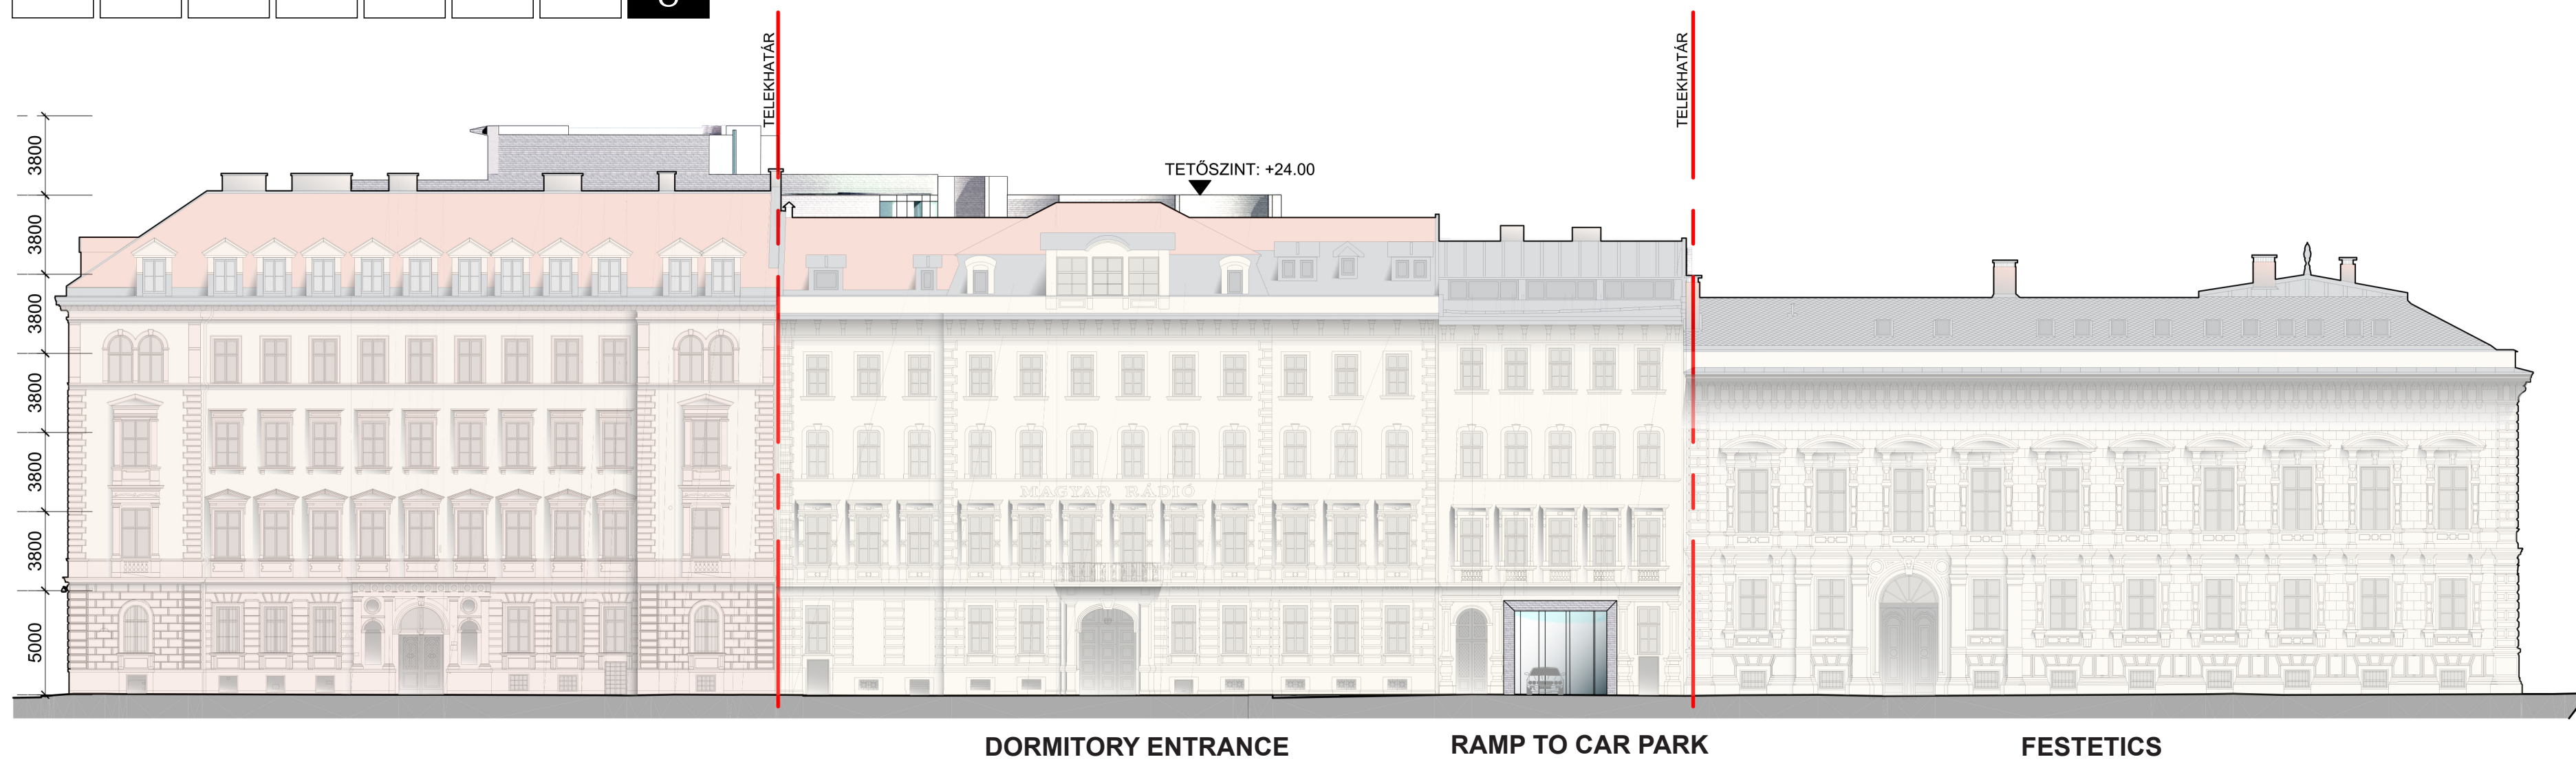 TELEKHATÁR
TELEKHATÁR
TETŐSZINT: +24.00
3800
3800
3800
3800
3800
3800
5000
MAGYAR RÁDIÓ
DORMITORY ENTRANCE
RAMP TO CAR PARK
FESTETICS